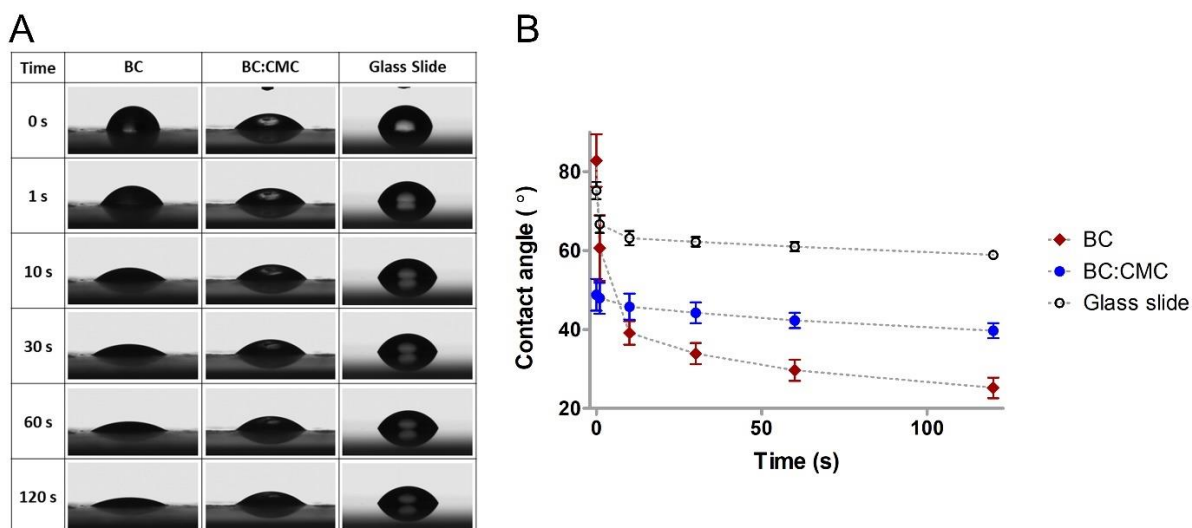 A
Time BC BC:CMC Glass Slide
0 s
1 s
10 s
30 s
60 s
120 s
B
Contact angle ( °)
80
60
40
20
0 50 100
Time (s)
BC
BC:CMC
Glass slide